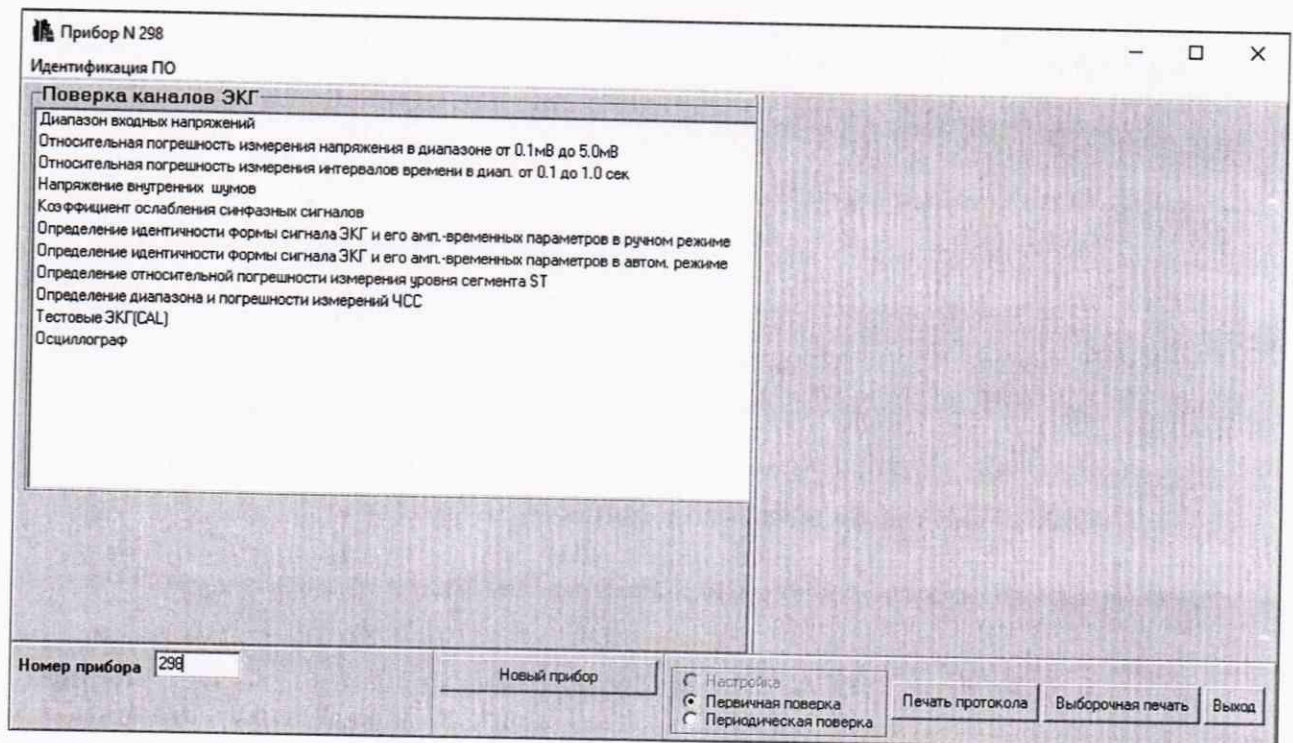 Прибор N 298
Идентификация ПО
Поверка каналов ЭКГ
Диапазон входных напряжений
Относительная погрешность измерения напряжения в диапазоне от 0.1мВ до 5.0мВ
Относительная погрешность измерения интервалов времени в диап. от 0.1 до 1.0 сек
Напряжение внутренних шумов
Коэффициент ослабления синфазных сигналов
Определение идентичности формы сигнала ЭКГ и его амп.-временных параметров в ручном режиме
Определение идентичности формы сигнала ЭКГ и его амп.-временных параметров в автом. режиме
Определение относительной погрешности измерения уровня сегмента ST
Определение диапазона и погрешности измерений ЧСС
Тестовые ЭКГ(CAL)
Осциллограф
Номер прибора 298
Новый прибор
Настройка
Первичная поверка
Периодическая поверка
Печать протокола
Выборочная печать
Выход